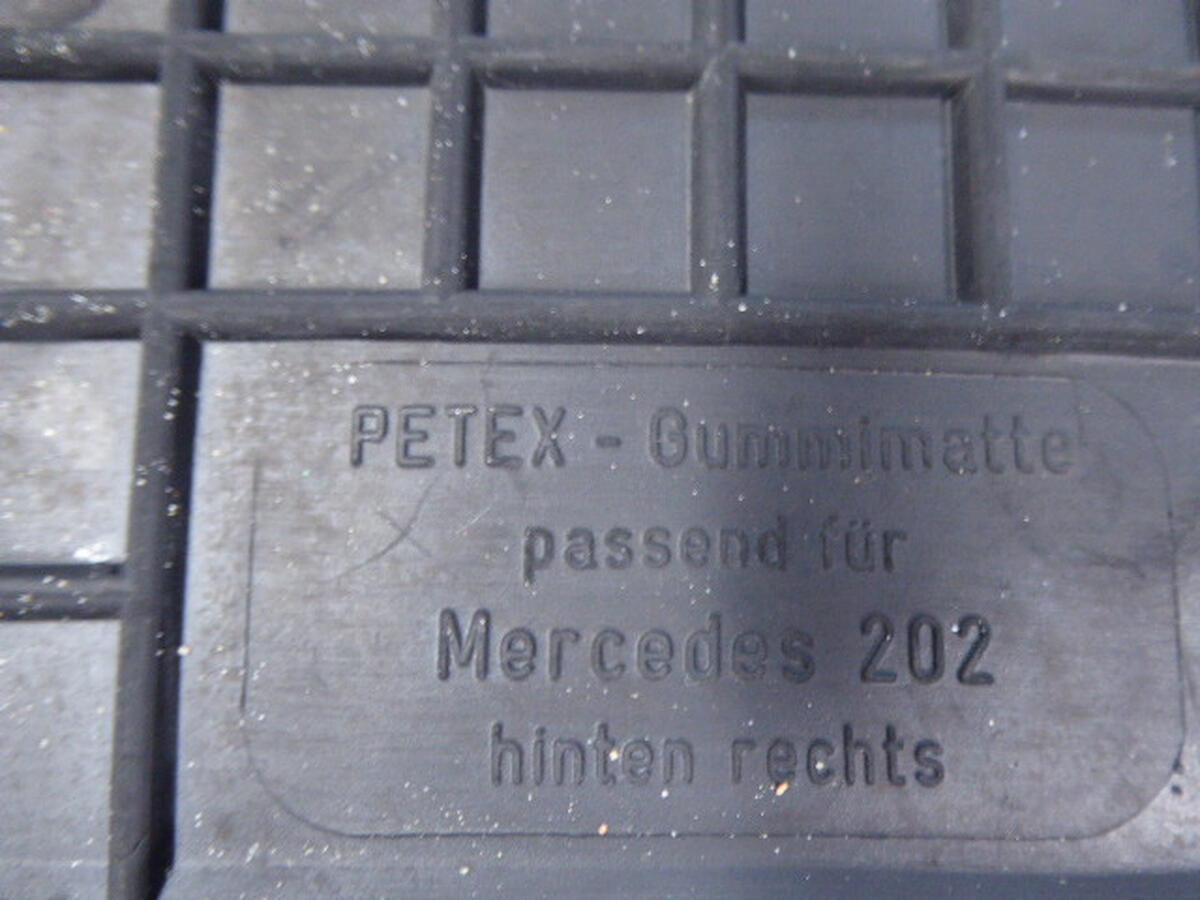 PETEX - Gummimatte
passend für
Mercedes 202
hinten rechts